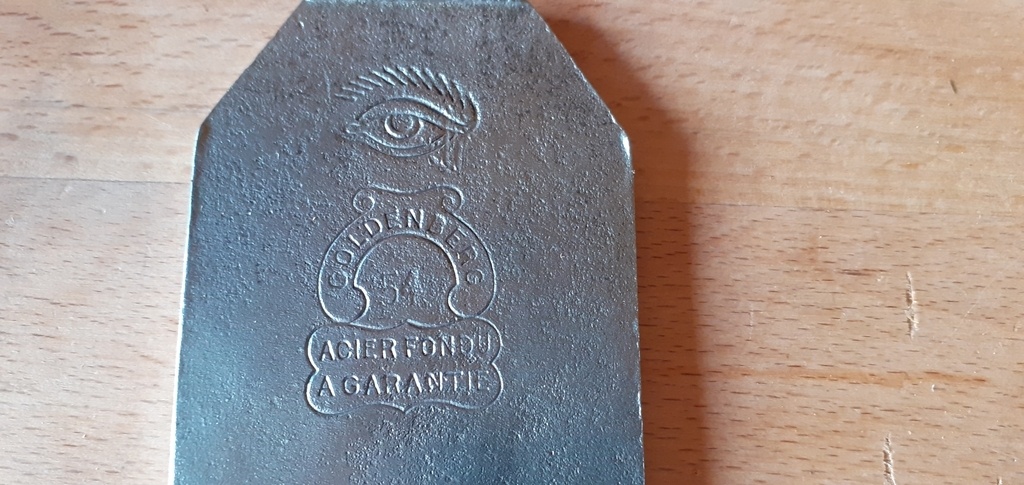 GOLDENBERG
54
ACIER FONDU
A GARANTIE